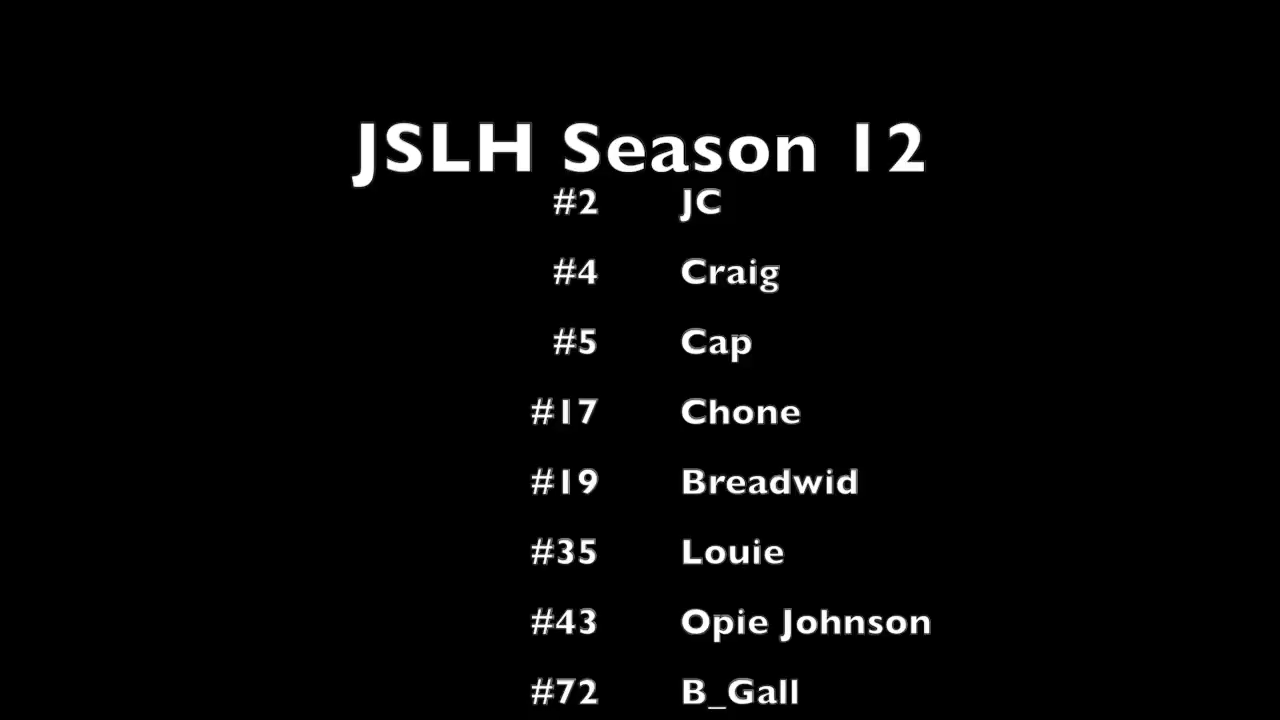 JSLH Season 12
#2 JC
#4 Craig
#5 Cap
#17 Chone
#19 Breadwid
#35 Louie
#43 Opie Johnson
#72 B_Gall